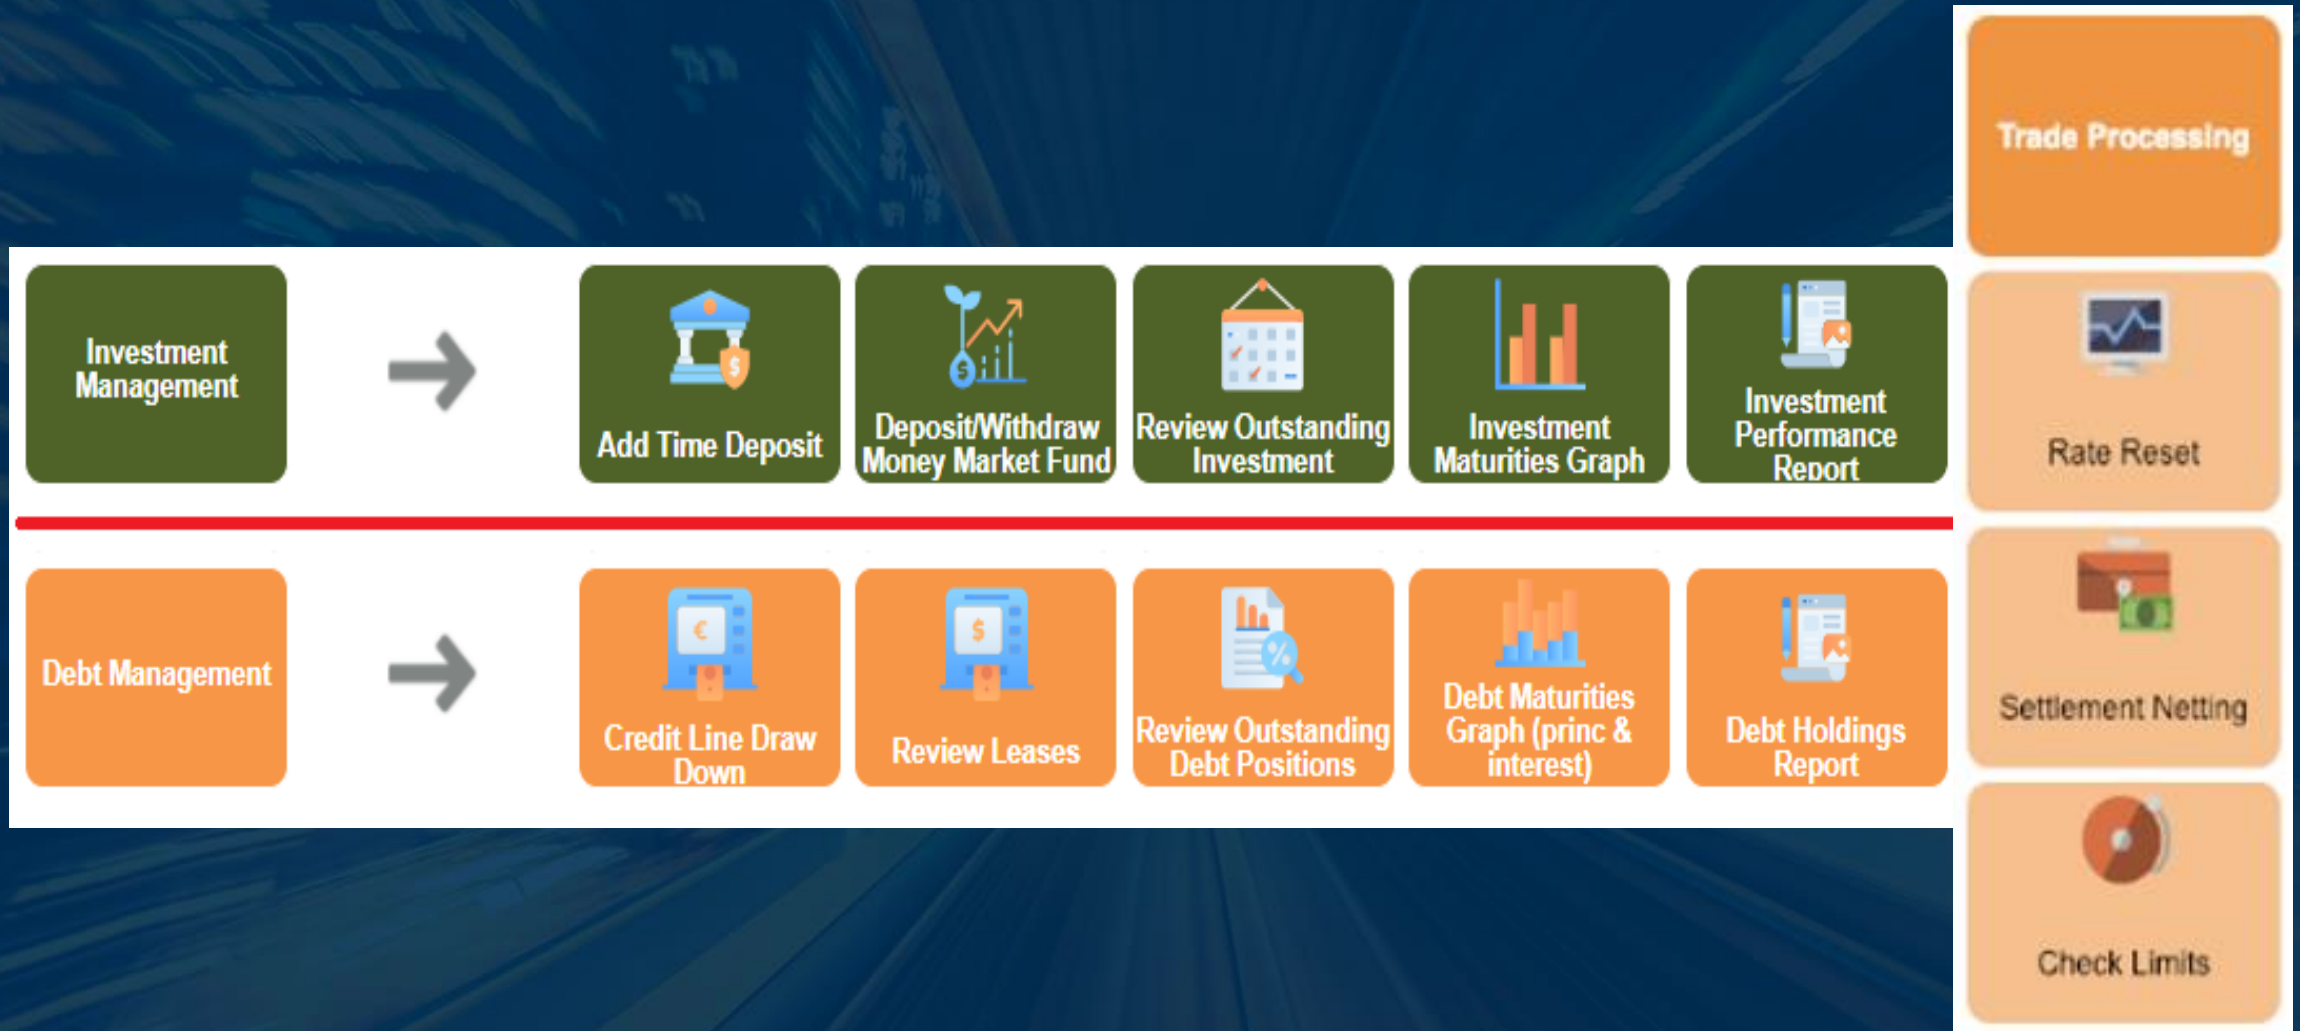 Trade Processing
Investment
Management
Add Time Deposit
Deposit/Withdraw
Money Market Fund
Review Outstanding
Investment
Investment
Maturities Graph
Investment
Performance
Report
Rate Reset
Debt Management
€
Credit Line Draw
Down
$
Review Leases
%
Review Outstanding
Debt Positions
Debt Maturities
Graph (princ &
interest)
Debt Holdings
Report
Settlement Netting
Check Limits